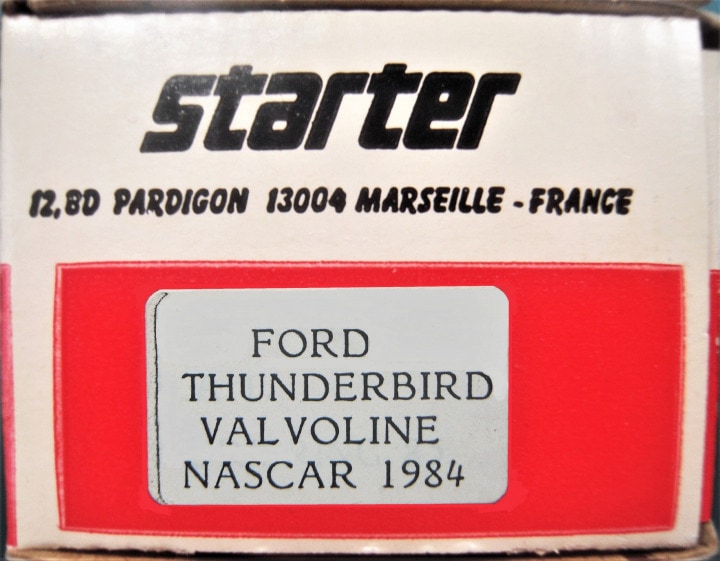 starter
12, BD PARDIGON 13004 MARSEILLE - FRANCE
FORD
THUNDERBIRD
VALVOLINE
NASCAR 1984